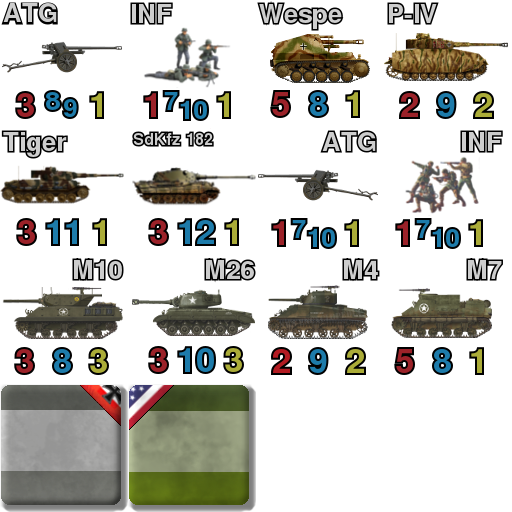 ATG INF Wespe P-IV
3 8 9 1 1 7 10 1 5 8 1 2 9 2
Tiger SdKfz 182 ATG INF
3 11 1 3 12 1 1 7 10 1 1 7 10 1
M10 M26 M4 M7
3 8 3 3 10 3 2 9 2 5 8 1